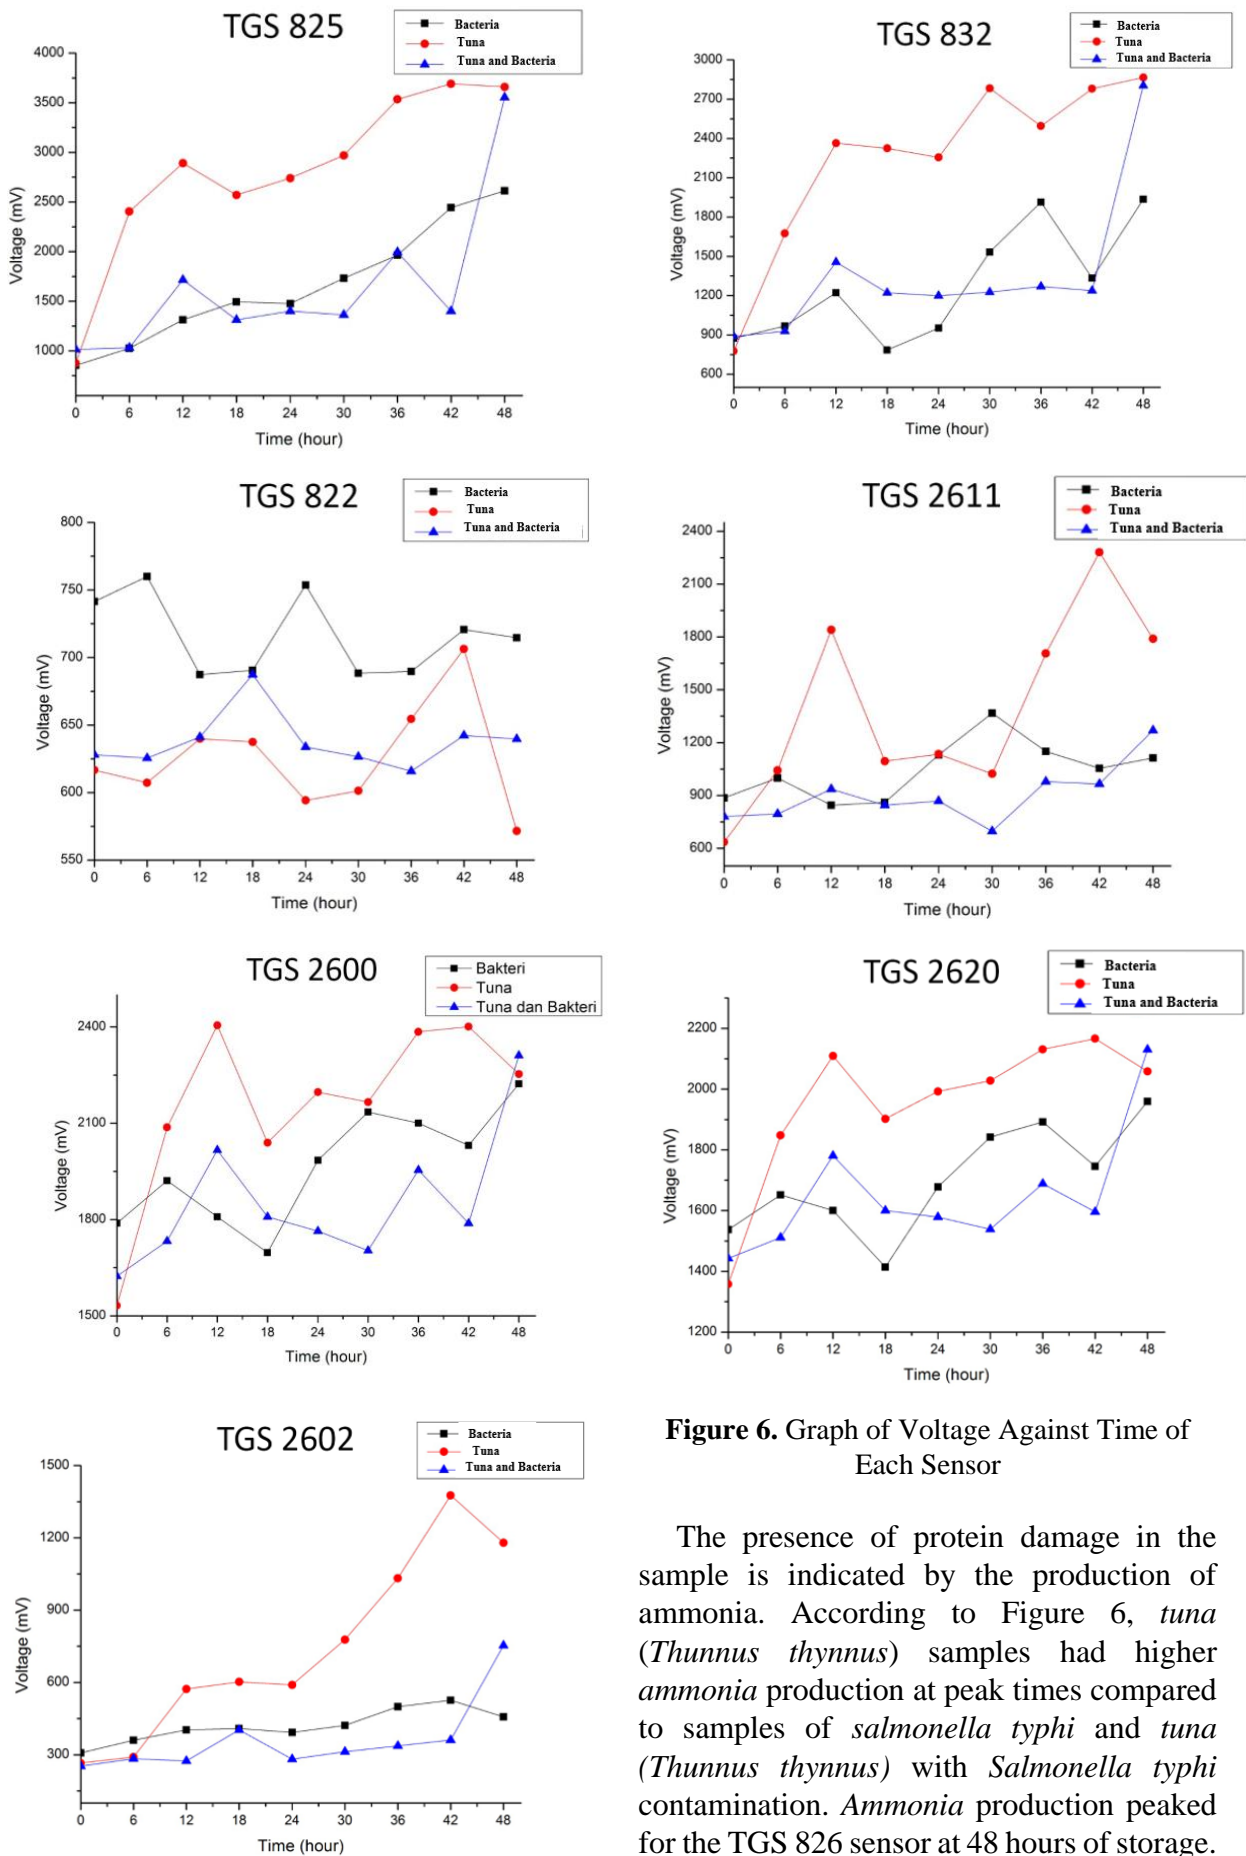 TGS 825
Bacteria
Tuna
Tuna and Bacteria
4000
3500
3000
2500
2000
1500
1000
Voltage (mV)
0 6 12 18 24 30 36 42 48
Time (hour)
TGS 832
Bacteria
Tuna
Tuna and Bacteria
3000
2700
2400
2100
1800
1500
1200
900
600
Voltage (mV)
0 6 12 18 24 30 36 42 48
Time (hour)
TGS 822
Bacteria
Tuna
Tuna and Bacteria
800
750
700
650
600
550
Voltage (mV)
0 6 12 18 24 30 36 42 48
Time (hour)
TGS 2611
Bacteria
Tuna
Tuna and Bacteria
2400
2100
1800
1500
1200
900
600
Voltage (mV)
0 6 12 18 24 30 36 42 48
Time (hour)
TGS 2600
Bakteri
Tuna
Tuna dan Bakteri
2400
2100
1800
1500
Voltage (mV)
0 6 12 18 24 30 36 42 48
Time (hour)
TGS 2620
Bacteria
Tuna
Tuna and Bacteria
2200
2000
1800
1600
1400
1200
Voltage (mV)
0 6 12 18 24 30 36 42 48
Time (hour)
TGS 2602
Bacteria
Tuna
Tuna and Bacteria
1500
1200
900
600
300
Voltage (mV)
0 6 12 18 24 30 36 42 48
Time (hour)
Figure 6. Graph of Voltage Against Time of
Each Sensor
The presence of protein damage in the
sample is indicated by the production of
ammonia. According to Figure 6, tuna
(Thunnus thynnus) samples had higher
ammonia production at peak times compared
to samples of salmonella typhi and tuna
(Thunnus thynnus) with Salmonella typhi
contamination. Ammonia production peaked
for the TGS 826 sensor at 48 hours of storage.